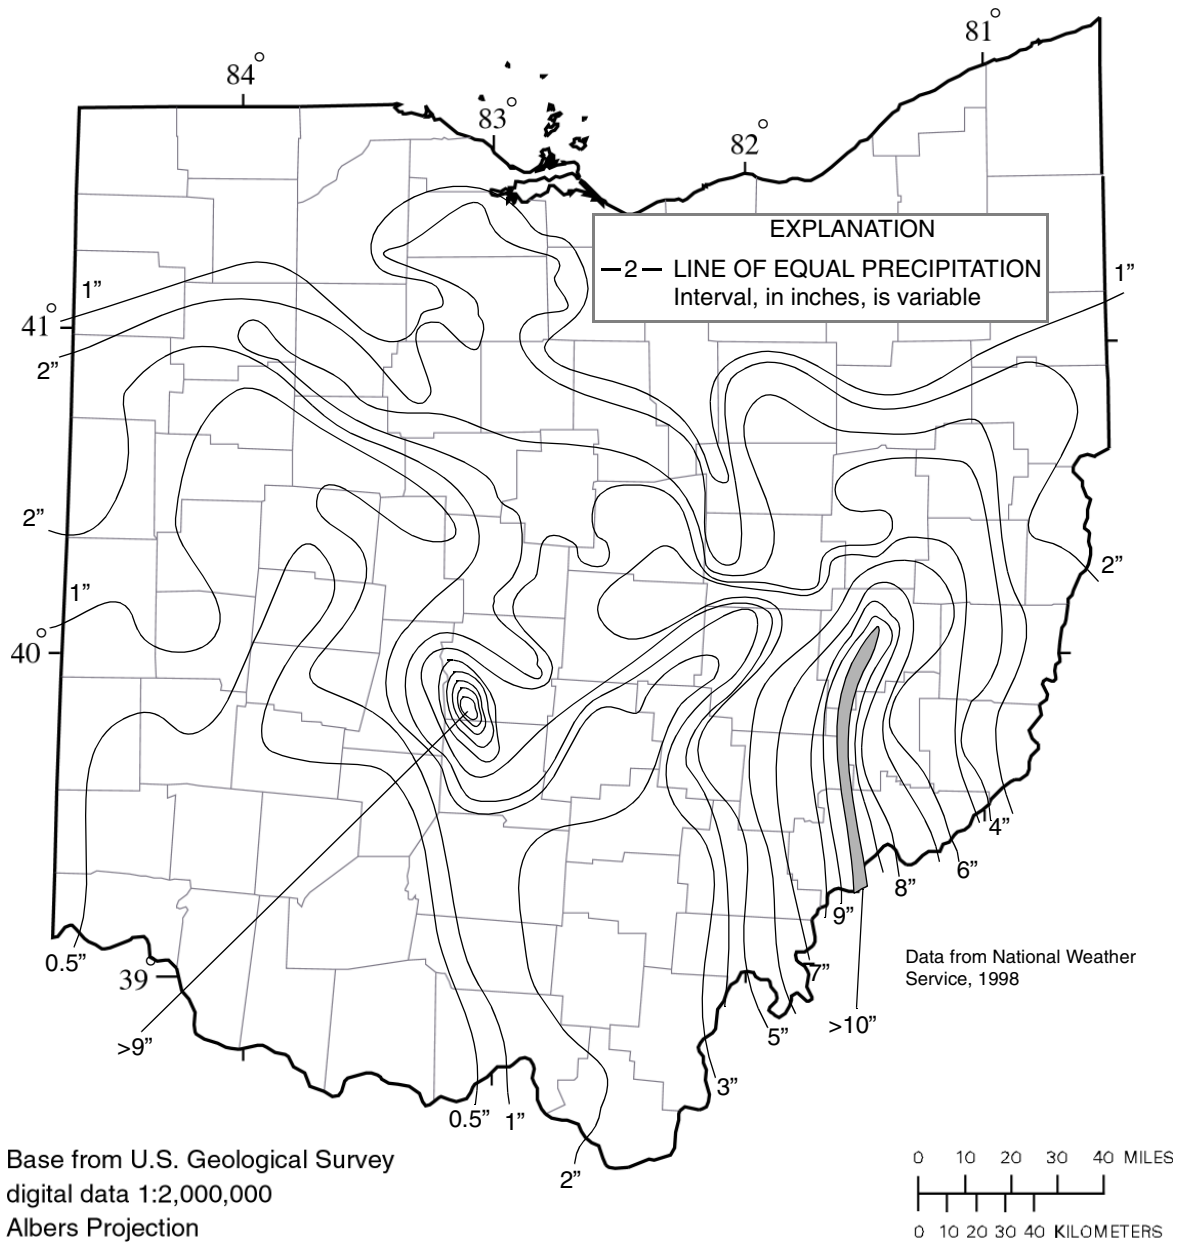 81°
84°
83°
82°
EXPLANATION
—2— LINE OF EQUAL PRECIPITATION
Interval, in inches, is variable
1”
1”
41°
2”
2”
2”
1”
40°
4”
6”
8”
9”
0.5”
39°
7”
Data from National Weather
Service, 1998
>10”
5”
>9”
3”
0.5”
1”
2”
Base from U.S. Geological Survey
digital data 1:2,000,000
Albers Projection
0 10 20 30 40 MILES
0 10 20 30 40 KILOMETERS